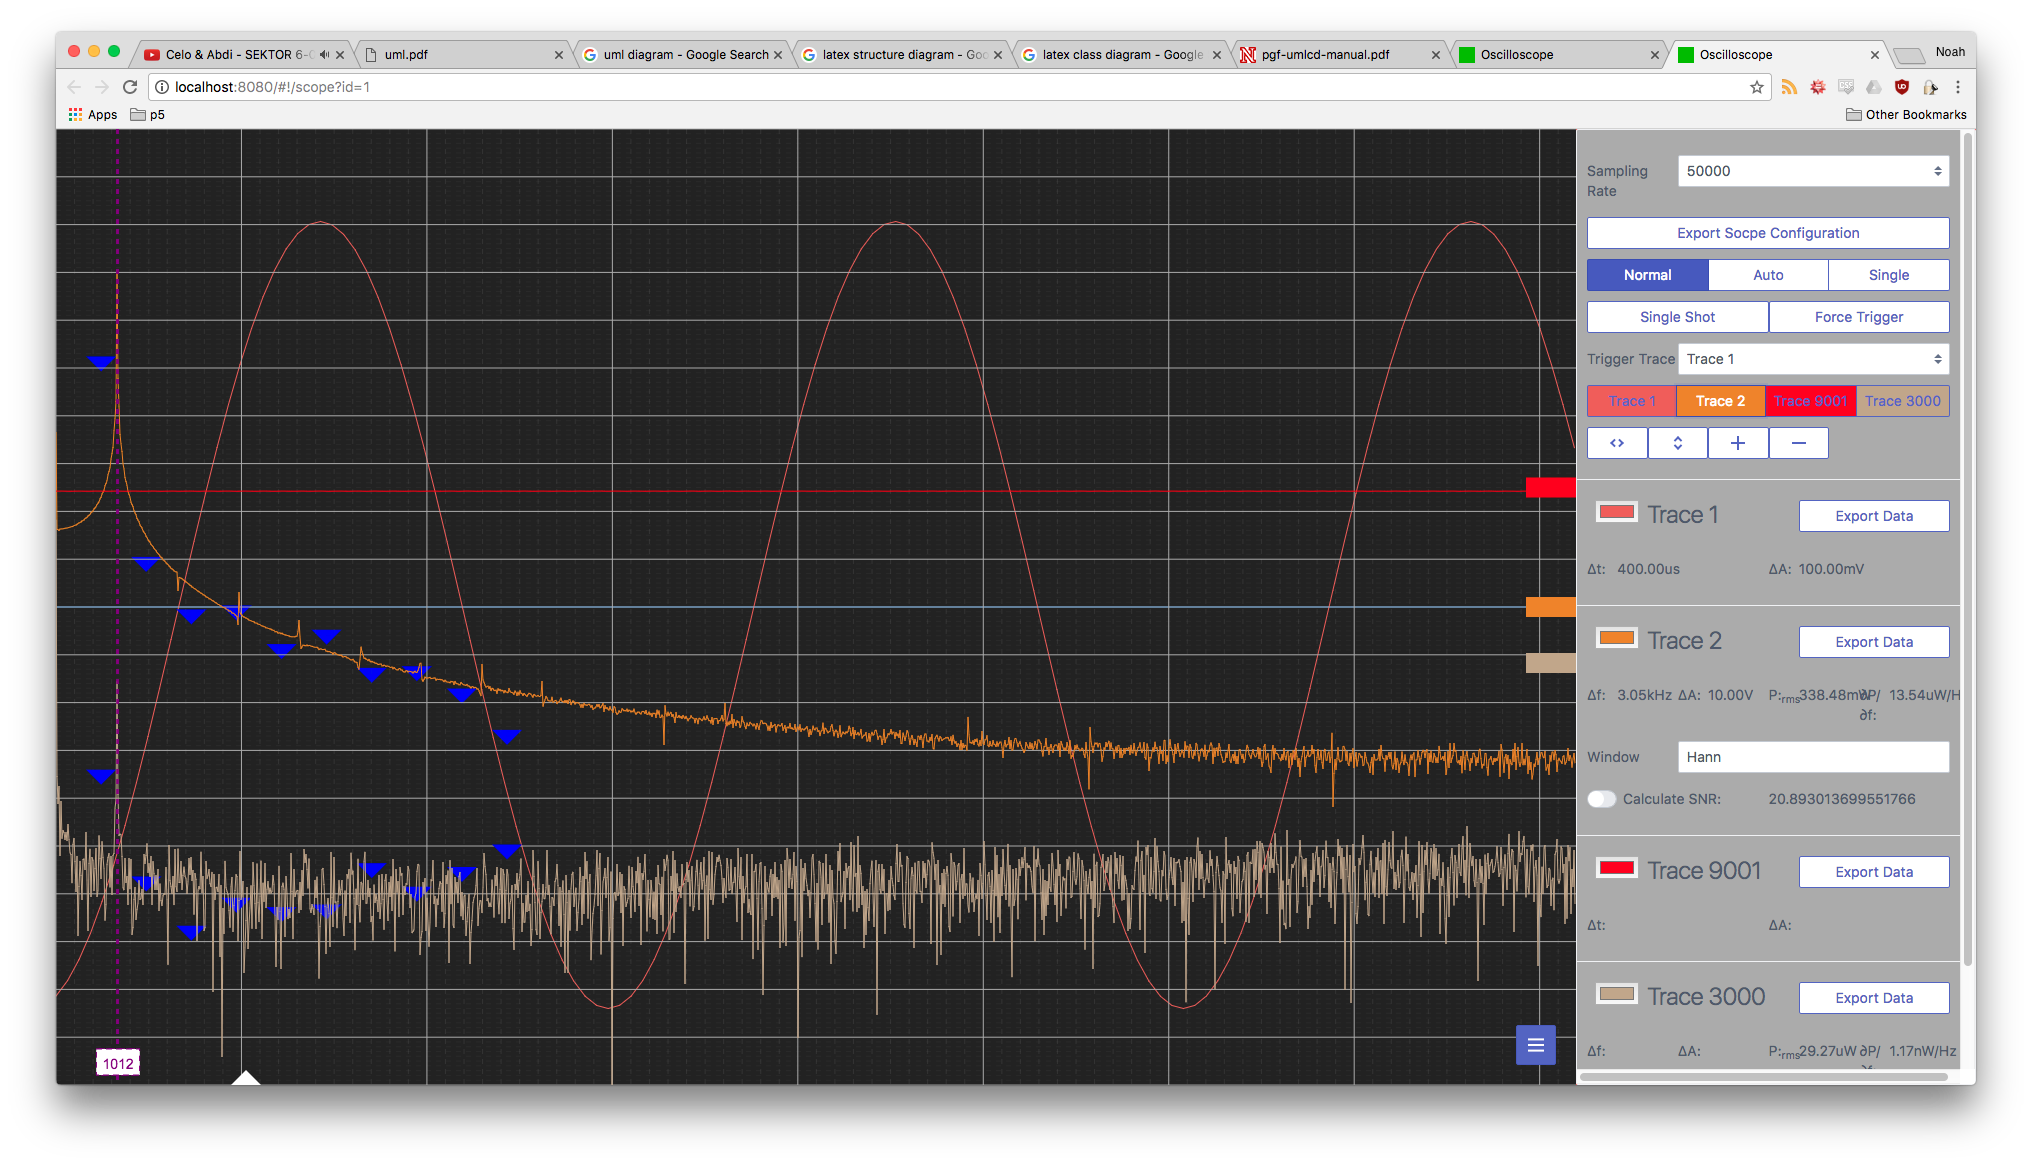 Celo & Abdi - SEKTOR 6-
uml.pdf
uml diagram - Google Search
latex structure diagram - Goo
latex class diagram - Google
pgf-umlcd-manual.pdf
Oscilloscope
Oscilloscope
Noah
localhost:8080/#!/scope?id=1
Apps
p5
Other Bookmarks
Sampling Rate
50000
Export Socpe Configuration
Normal
Auto
Single
Single Shot
Force Trigger
Trigger Trace
Trace 1
Trace 1
Trace 2
Trace 9001
Trace 3000
Trace 1
Export Data
Δt: 400.00us
ΔA: 100.00mV
Trace 2
Export Data
Δf: 3.05kHz ΔA: 10.00V P:rms 338.48mW ∂P/∂f: 13.54uW/H
Window
Hann
Calculate SNR:
20.893013699551766
Trace 9001
Export Data
Δt:
ΔA:
Trace 3000
Export Data
Δf: ΔA: P:rms 29.27uW ∂P/ 1.17nW/Hz
1012